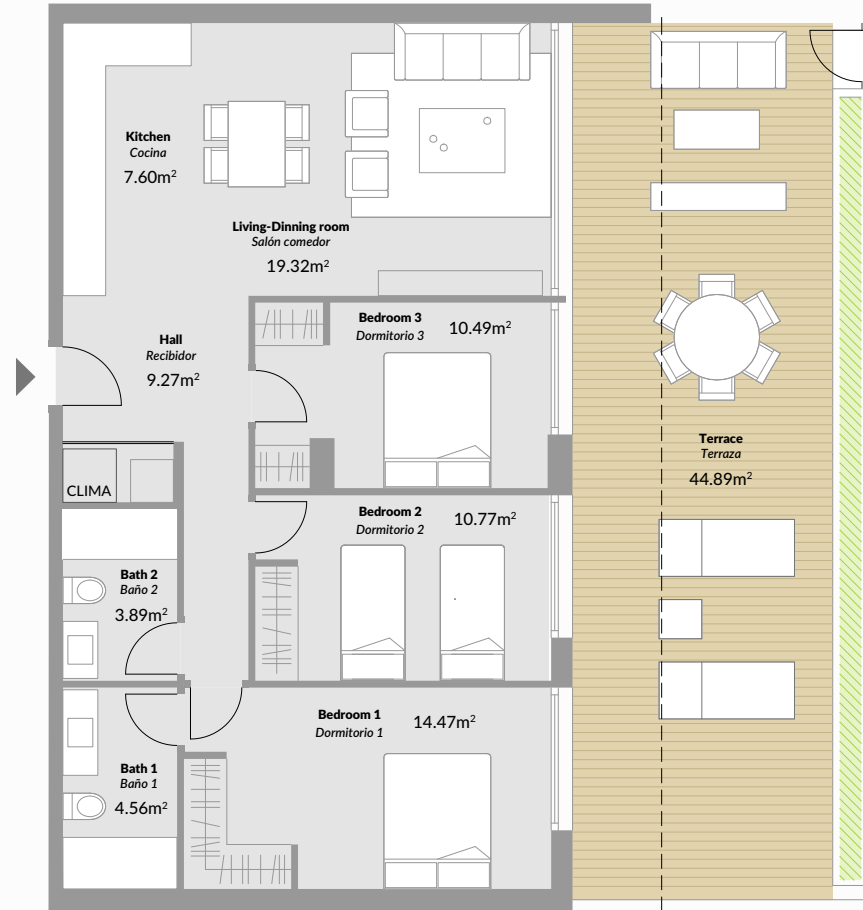 Kitchen
Cocina
7.60m²
Living-Dinning room
Salón comedor
19.32m²
Hall
Recibidor
9.27m²
Bedroom 3
Dormitorio 3
10.49m²
Terrace
Terraza
44.89m²
CLIMA
Bedroom 2
Dormitorio 2
10.77m²
Bath 2
Baño 2
3.89m²
Bedroom 1
Dormitorio 1
14.47m²
Bath 1
Baño 1
4.56m²